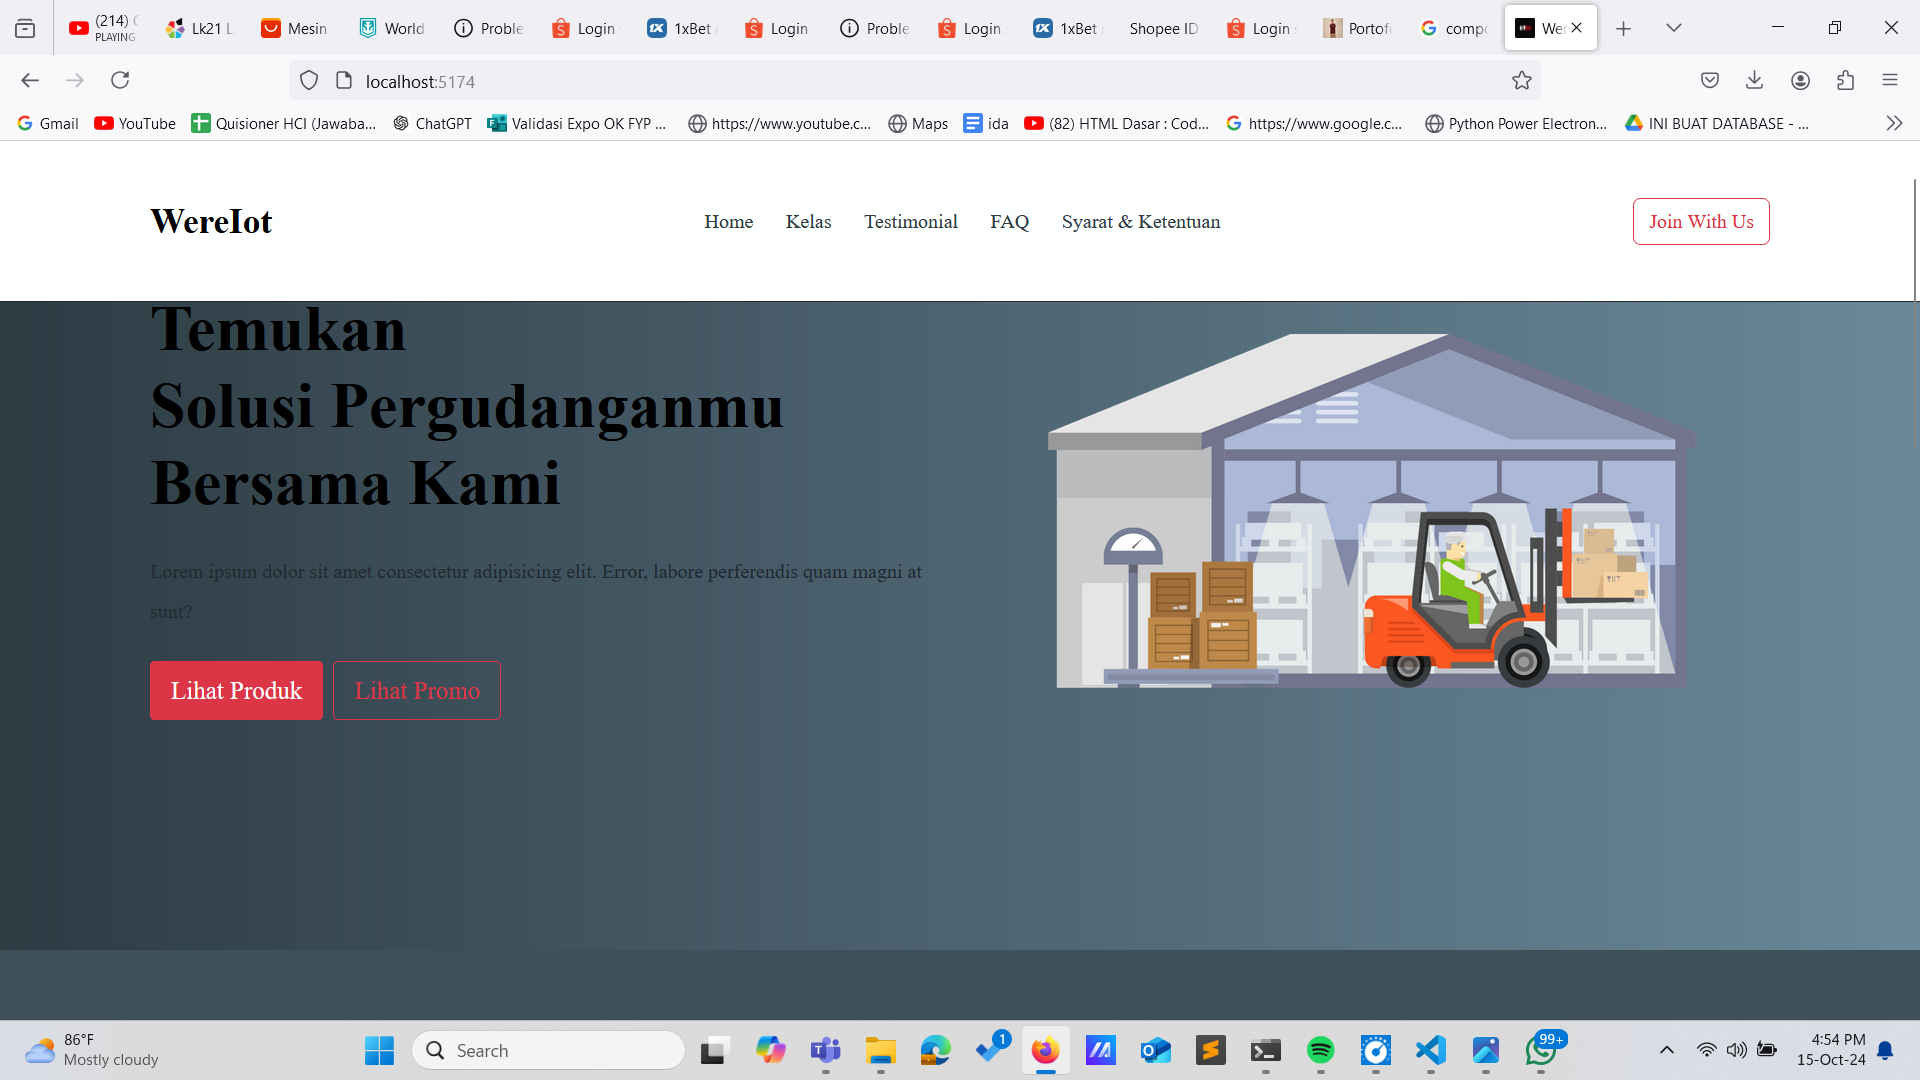 (214)
PLAYING
Lk21
Mesin
World
Proble
Login
1xBet
Login
Proble
Login
1xBet
Shopee ID
Login
Portof
comp
Wer
localhost:5174
Gmail
YouTube
Quisioner HCI (Jawaba...
ChatGPT
Validasi Expo OK FYP ...
https://www.youtube.c...
Maps
ida
(82) HTML Dasar : Cod...
https://www.google.c...
Python Power Electron...
INI BUAT DATABASE - ...
WereIot
Home
Kelas
Testimonial
FAQ
Syarat & Ketentuan
Join With Us
Temukan
Solusi Pergudanganmu
Bersama Kami
Lorem ipsum dolor sit amet consectetur adipisicing elit. Error, labore perferendis quam magni at
sunt?
Lihat Produk
Lihat Promo
86°F
Mostly cloudy
Search
1
99+
4:54 PM
15-Oct-24